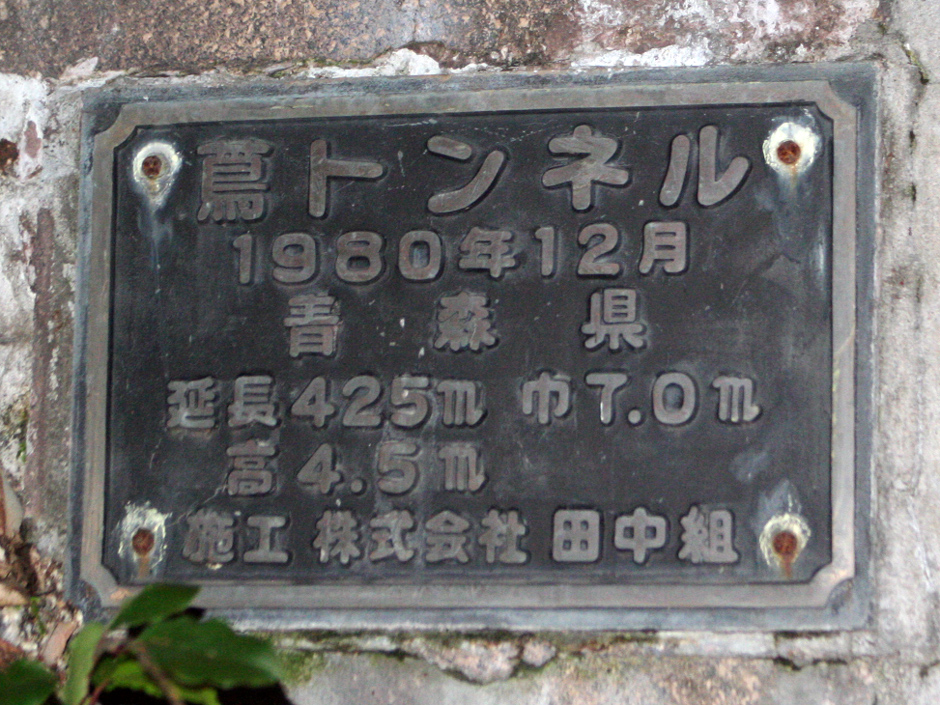 蔦トンネル
1980年12月
青森県
延長425m 巾7.0m
高4.5m
施工 株式会社 田中組